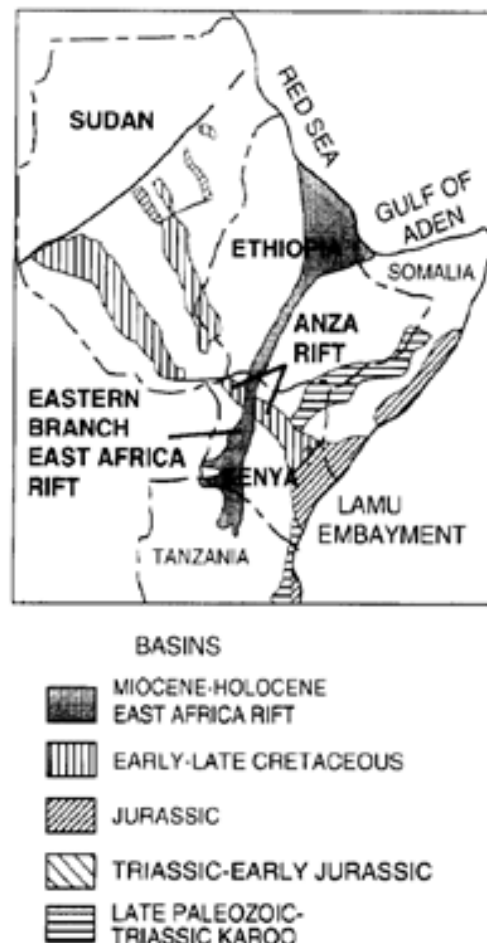 SUDAN
RED SEA
GULF OF
ADEN
ETHIOPIA
SOMALIA
ANZA
RIFT
EASTERN
BRANCH
EAST AFRICA
RIFT
KENYA
LAMU
EMBAYMENT
TANZANIA
BASINS
MIOCENE-HOLOCENE
EAST AFRICA RIFT
EARLY-LATE CRETACEOUS
JURASSIC
TRIASSIC-EARLY JURASSIC
LATE PALEOZOIC-
TRIASSIC KAROO